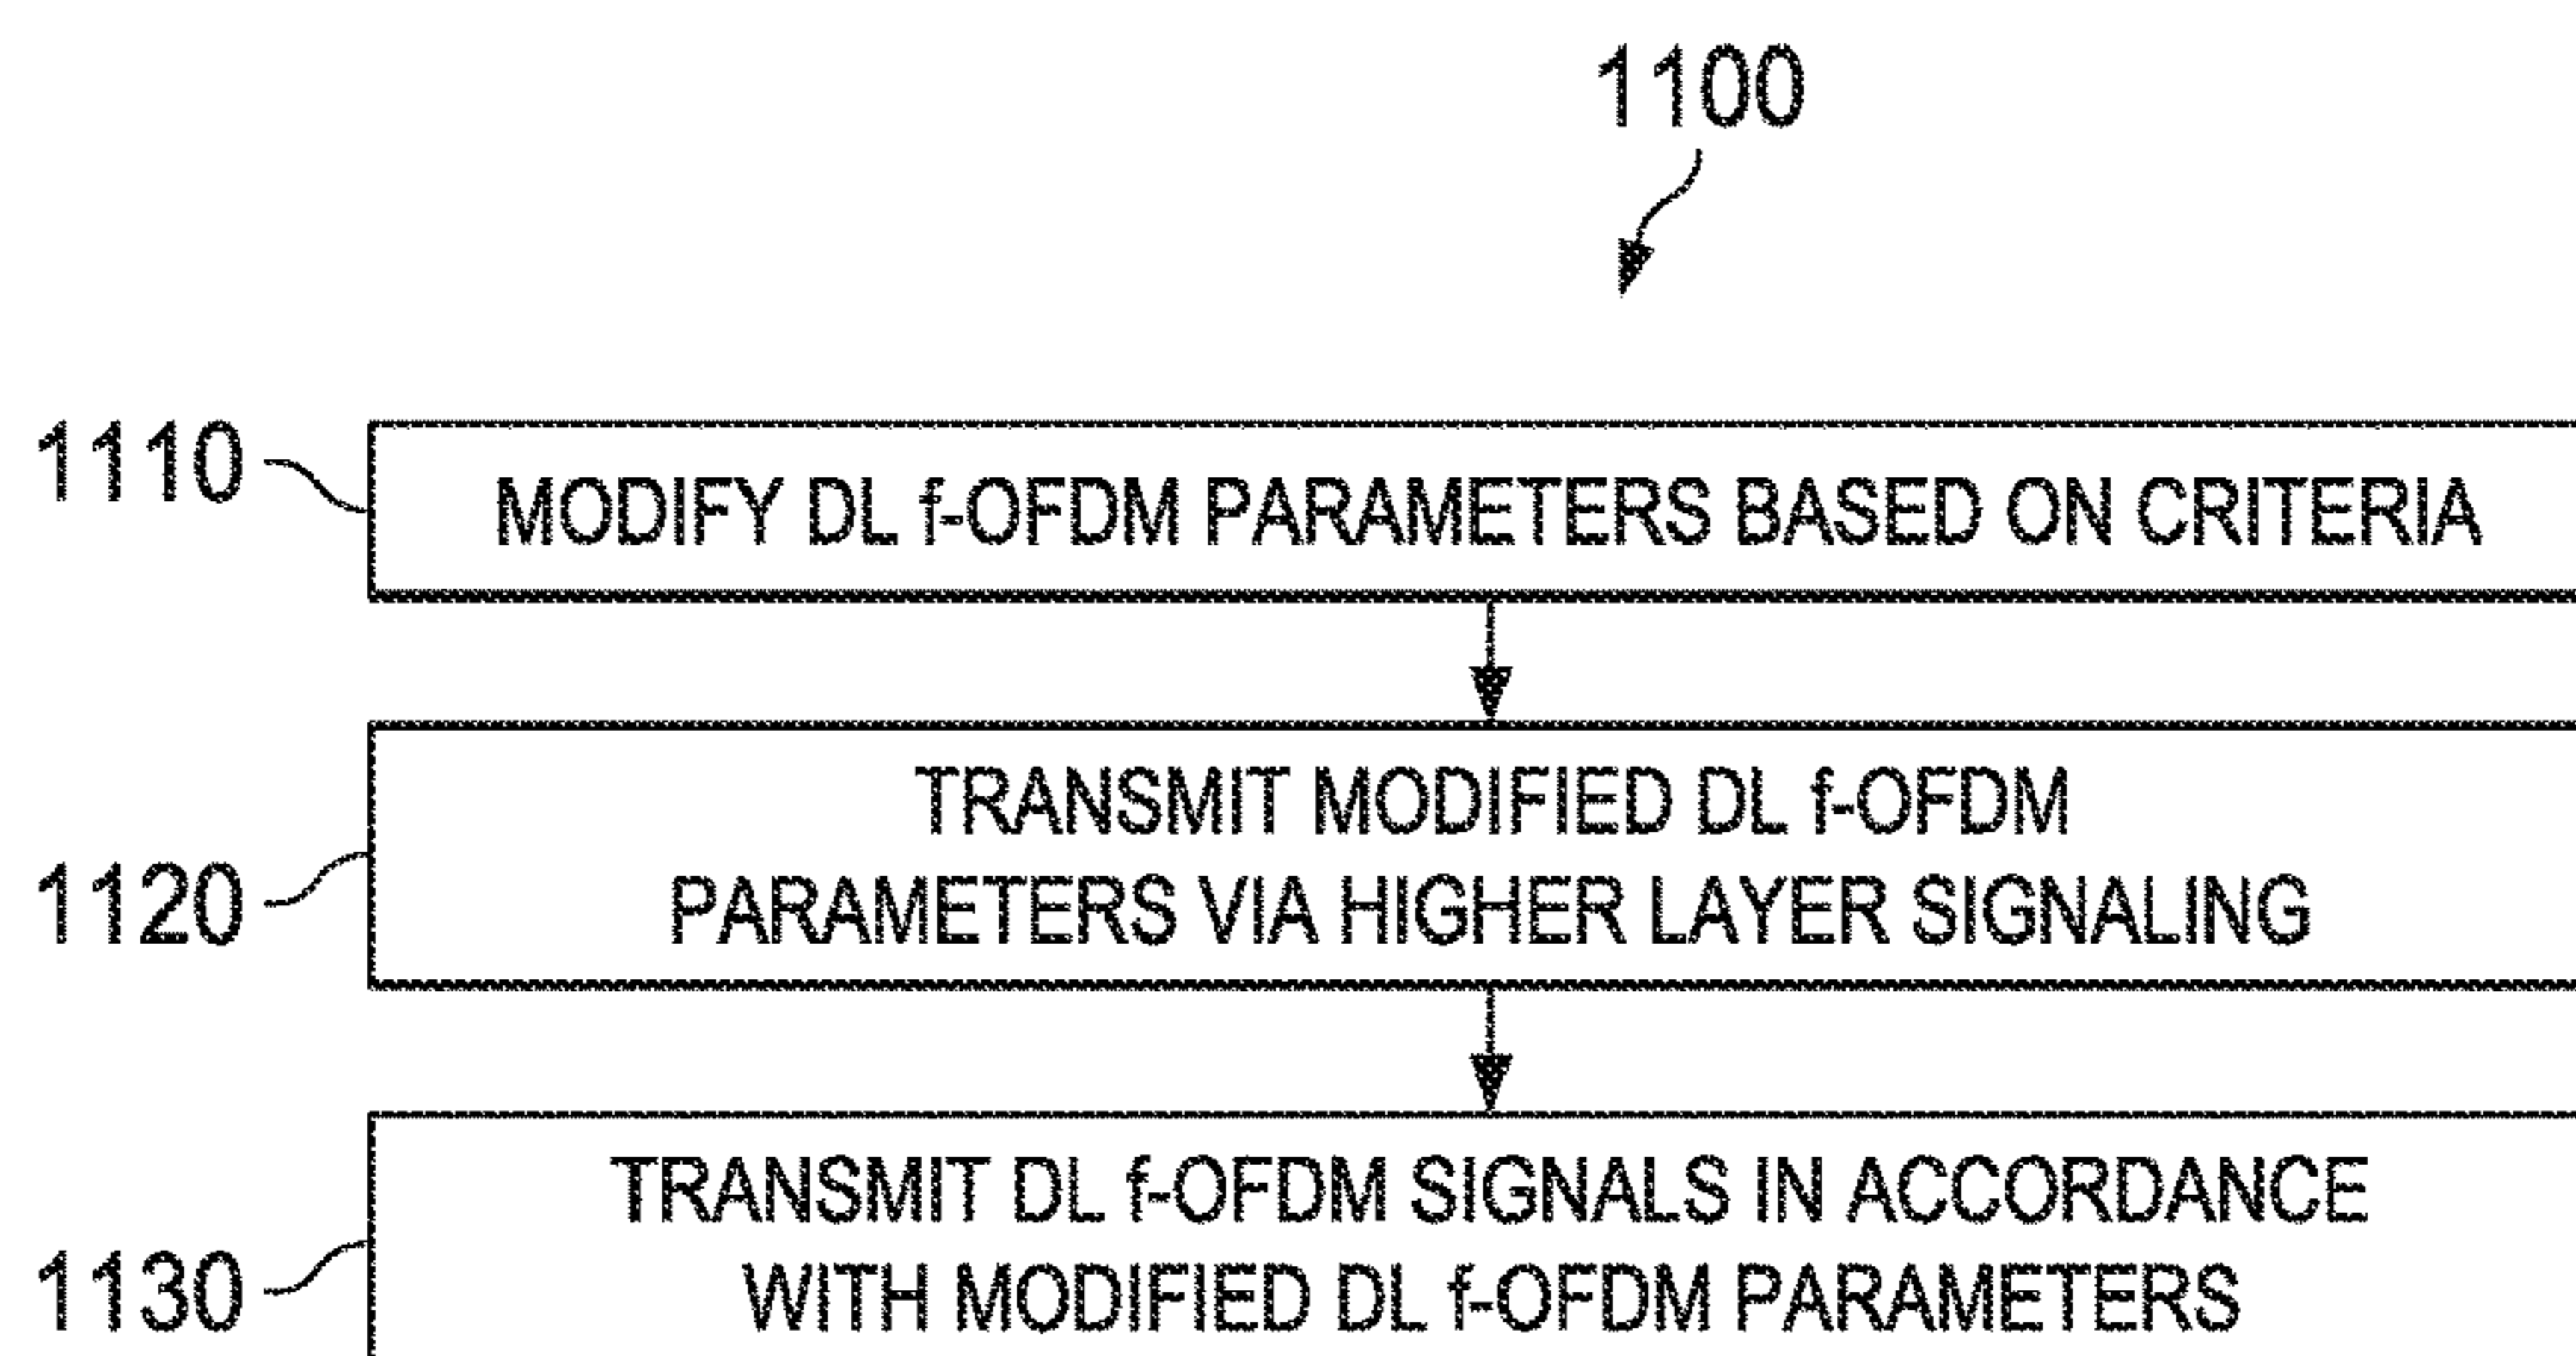 1100
1110
MODIFY DL f-OFDM PARAMETERS BASED ON CRITERIA
1120
TRANSMIT MODIFIED DL f-OFDM
PARAMETERS VIA HIGHER LAYER SIGNALING
1130
TRANSMIT DL f-OFDM SIGNALS IN ACCORDANCE
WITH MODIFIED DL f-OFDM PARAMETERS